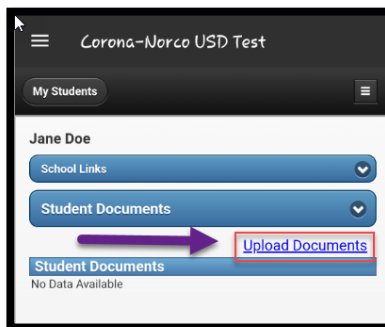 Corona-Norco USD Test
My Students
Jane Doe
School Links
Student Documents
Upload Documents
Student Documents
No Data Available